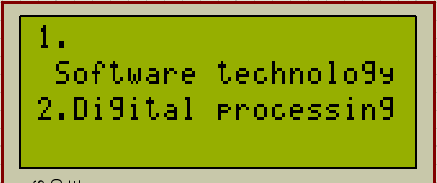 1.
Software technology
2.Digital processing